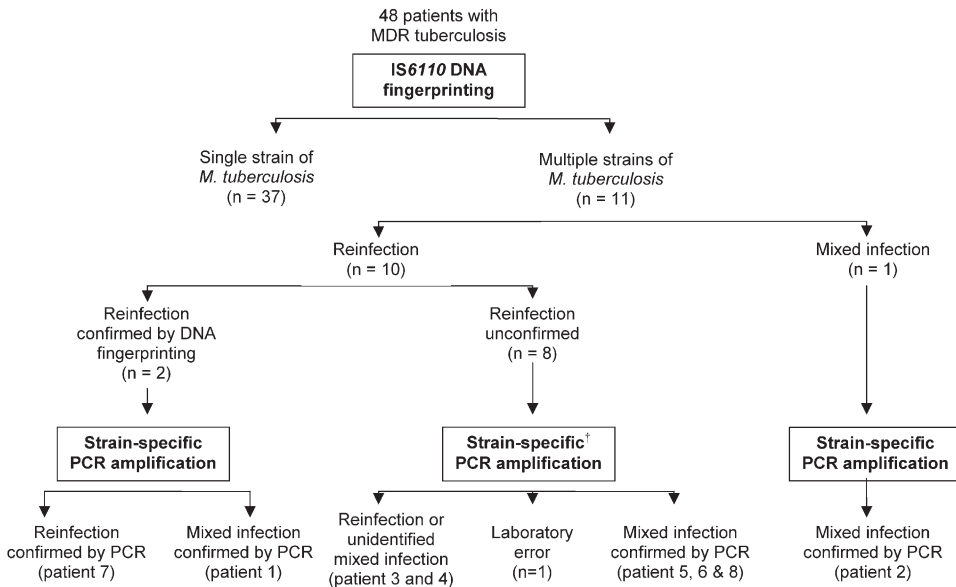 48 patients with
MDR tuberculosis
IS6110 DNA
fingerprinting
Single strain of
M. tuberculosis
(n = 37)
Multiple strains of
M. tuberculosis
(n = 11)
Reinfection
(n = 10)
Mixed infection
(n = 1)
Reinfection
confirmed by DNA
fingerprinting
(n = 2)
Reinfection
unconfirmed
(n = 8)
Strain-specific
PCR amplification
Strain-specific†
PCR amplification
Strain-specific
PCR amplification
Reinfection
confirmed by PCR
(patient 7)
Mixed infection
confirmed by PCR
(patient 1)
Reinfection or
unidentified
mixed infection
(patient 3 and 4)
Laboratory
error
(n=1)
Mixed infection
confirmed by PCR
(patient 5, 6 & 8)
Mixed infection
confirmed by PCR
(patient 2)